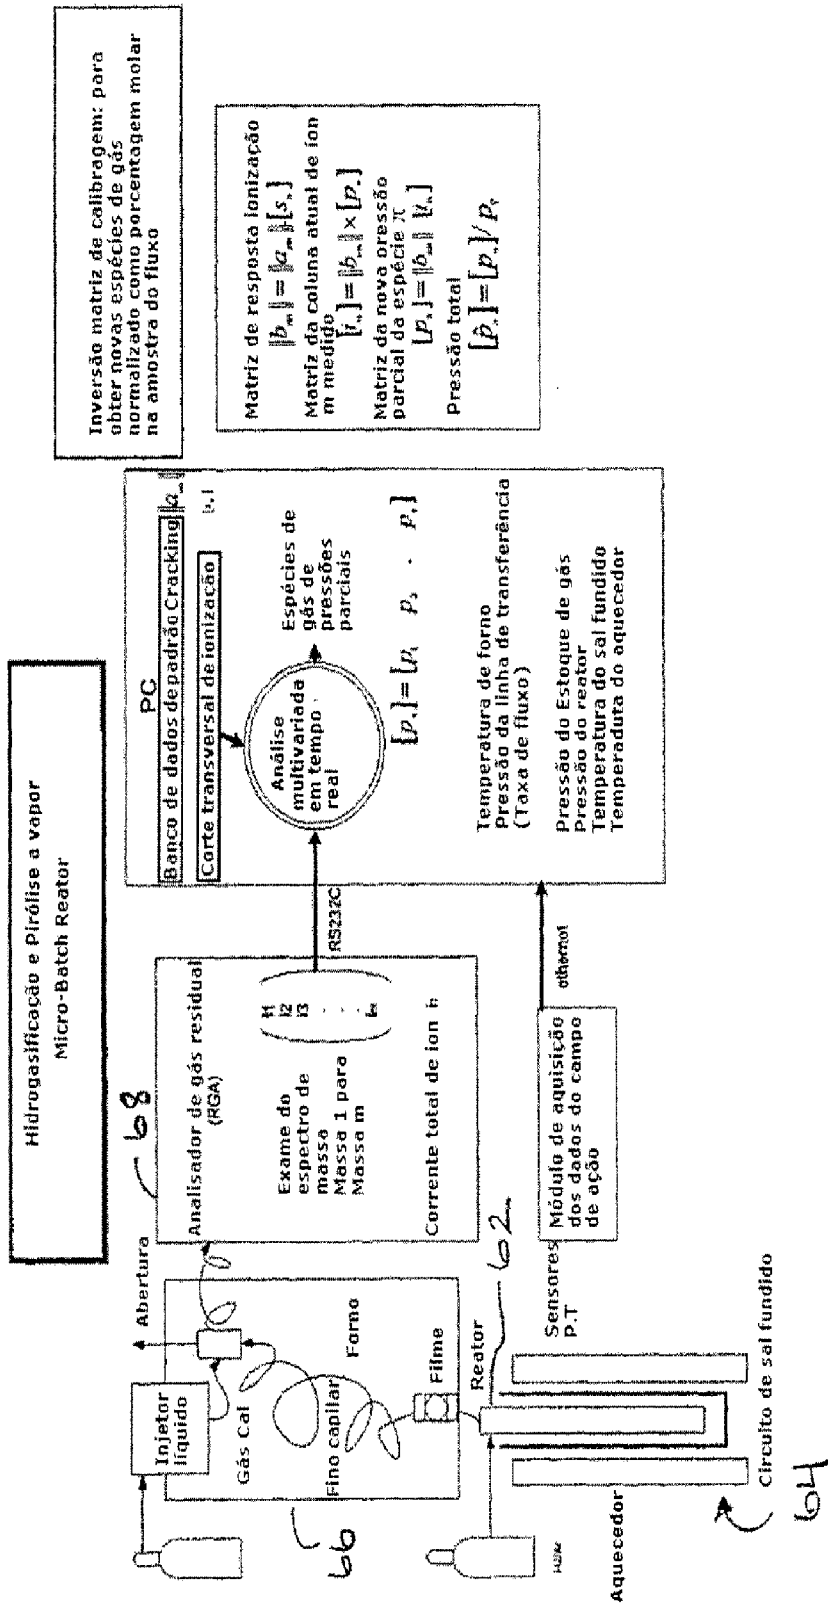 Hidrogasificação e Pirólise a vapor
Micro-Batch Reator
Inversão matriz de calibragem: para
obter novas espécies de gás
normalizado como porcentagem molar
na amostra do fluxo
Matriz de resposta ionização
Matriz da coluna atual de íon
m medido
Matriz da nova pressão
parcial da espécie π
Pressão total
PC
Banco de dados de padrão Cracking
Corte transversal de ionização
Análise
multivariada
em tempo
real
Espécies de
gás de
pressões
parciais
Temperatura de forno
Pressão da linha de transferência
(Taxa de fluxo)
Pressão do Estoque de gás
Pressão do reator
Temperatura do sal fundido
Temperaduta do aquecedor
RS232C
68
Analisador de gás residual
(RGA)
Exame do
espectro de
massa
Massa 1 para
Massa m
i1
i2
i3
Corrente total de íon
Módulo de aquisição
dos dados do campo
de ação
Sensores
P.T
Abertura
Injetor
líquido
Gás Cal
Fino capilar
Forno
Filme
66
62
Reator
Aquecedor
Circuito de sal fundido
64